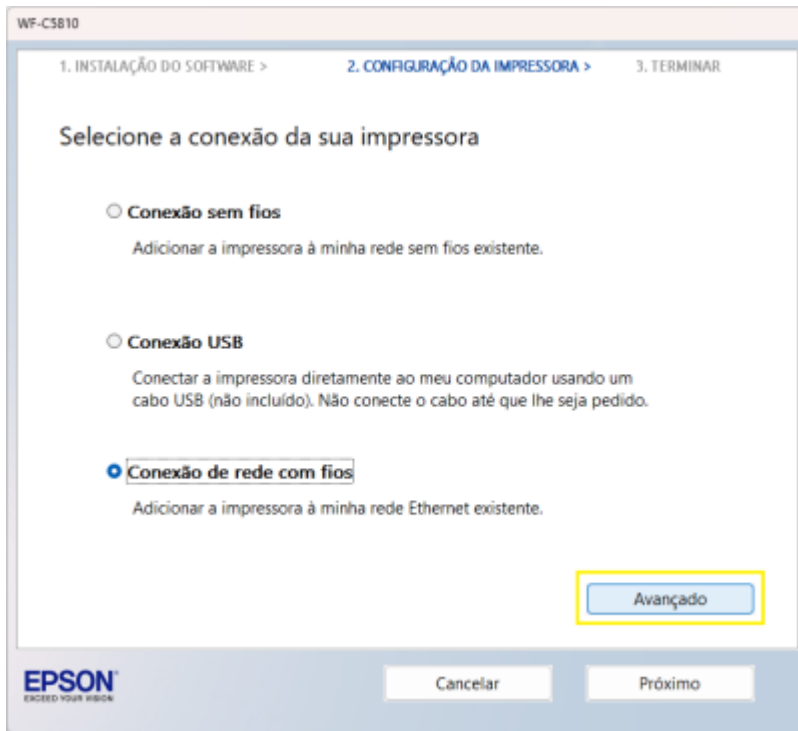 WF-C5810
1. INSTALAÇÃO DO SOFTWARE > 2. CONFIGURAÇÃO DA IMPRESSORA > 3. TERMINAR
Selecione a conexão da sua impressora
Conexão sem fios
Adicionar a impressora à minha rede sem fios existente.
Conexão USB
Conectar a impressora diretamente ao meu computador usando um
cabo USB (não incluído). Não conecte o cabo até que lhe seja pedido.
Conexão de rede com fios
Adicionar a impressora à minha rede Ethernet existente.
Avançado
EPSON
EXCEED YOUR VISION
Cancelar Próximo